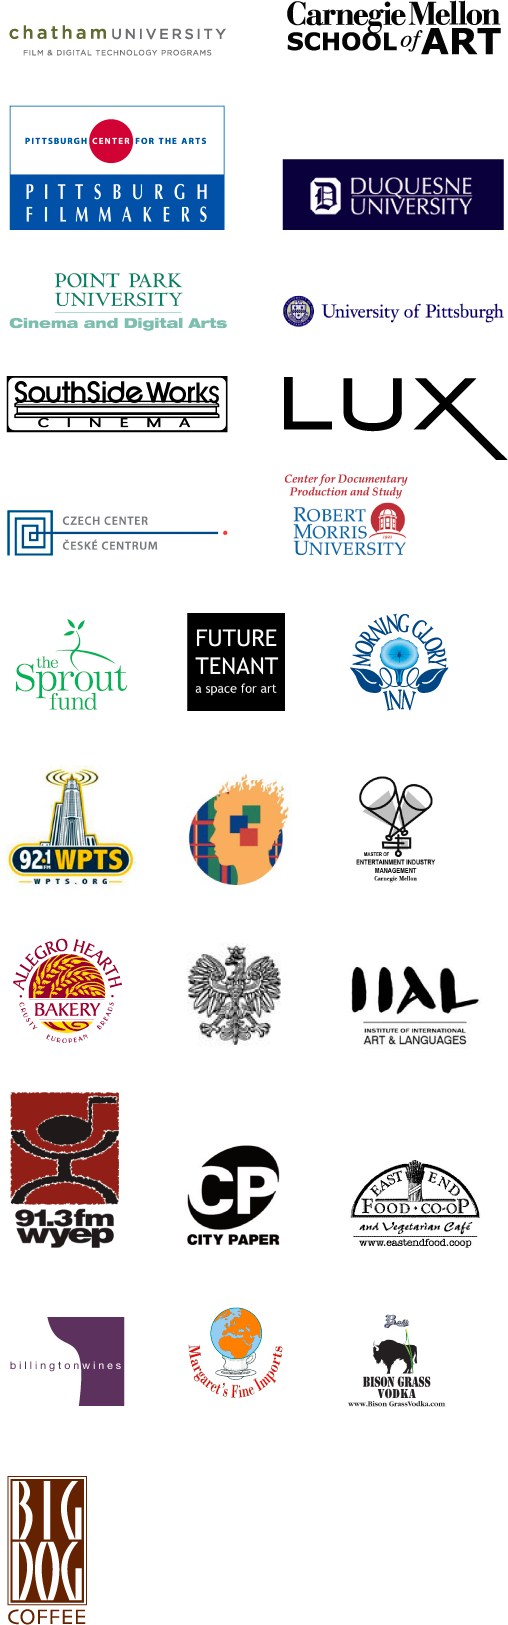 chatham UNIVERSITY
FILM & DIGITAL TECHNOLOGY PROGRAMS
Carnegie Mellon
SCHOOL of ART
PITTSBURGH CENTER FOR THE ARTS
PITTSBURGH
FILMMAKERS
DUQUESNE
UNIVERSITY
POINT PARK
UNIVERSITY
Cinema and Digital Arts
University of Pittsburgh
SouthSide Works
CINEMA
LUX
CZECH CENTER
ČESKÉ CENTRUM
Center for Documentary
Production and Study
ROBERT
MORRIS
UNIVERSITY
1921
the
Sprout
fund
FUTURE
TENANT
a space for art
MORNING GLORY
INN
92.1 FM WPTS
WPTS.ORG
MASTER OF
ENTERTAINMENT INDUSTRY
MANAGEMENT
Carnegie Mellon
ALLEGRO HEARTH
BAKERY
CRUSTY EUROPEAN BREADS
IIAL
INSTITUTE OF INTERNATIONAL
ART & LANGUAGES
91.3fm
wyep
CP
CITY PAPER
EAST END
FOOD·CO-OP
and Vegetarian Café
www.eastendfood.coop
billingtonwines
Margaret's Fine Imports
BISON GRASS
VODKA
www.Bison GrassVodka.com
BIG
DOG
COFFEE